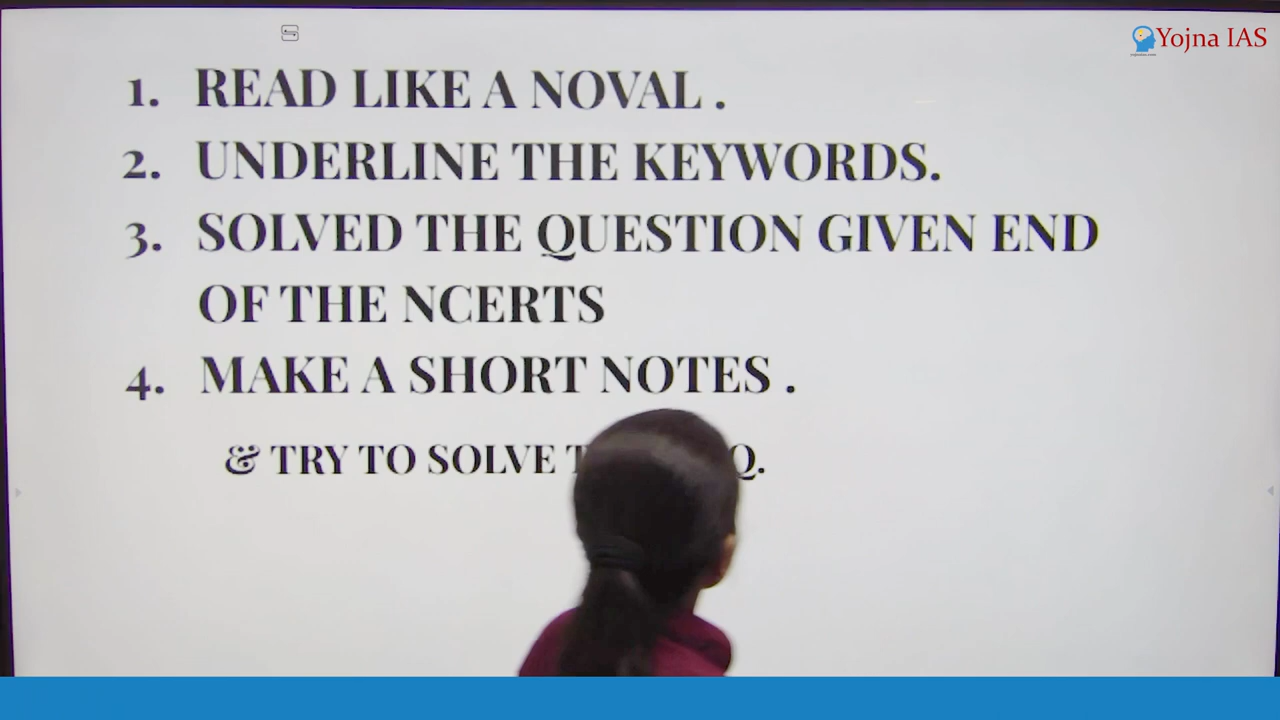 Yojna IAS
1. READ LIKE A NOVAL .
2. UNDERLINE THE KEYWORDS.
3. SOLVED THE QUESTION GIVEN END
OF THE NCERTS
4. MAKE A SHORT NOTES .
& TRY TO SOLVE